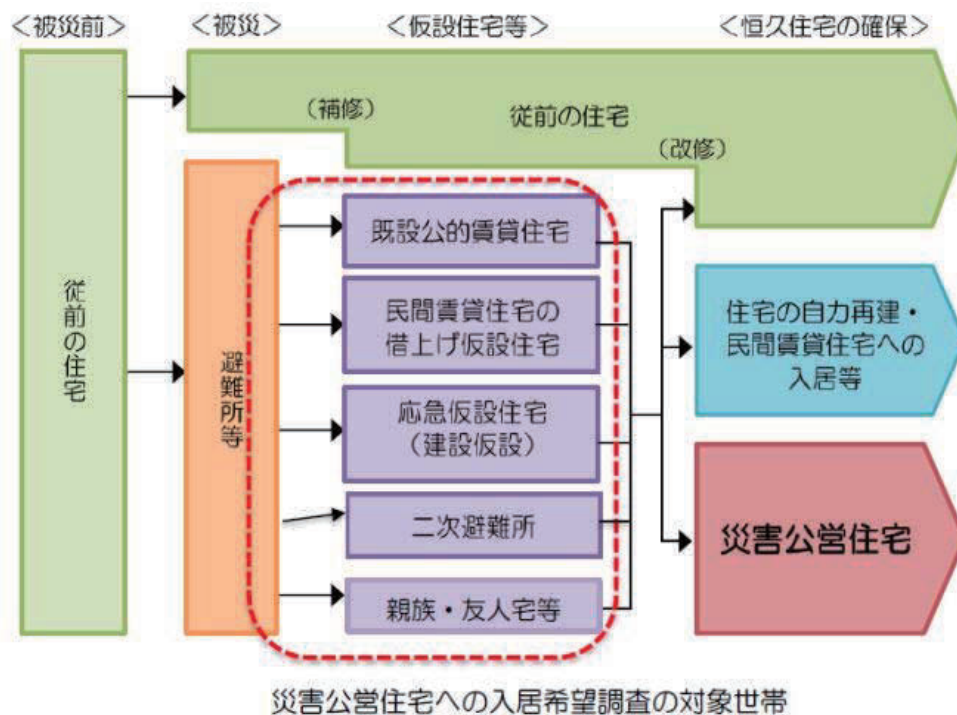 ＜被災前＞
＜被災＞
＜仮設住宅等＞
＜恒久住宅の確保＞
（補修）
従前の住宅
（改修）
従前の住宅
避難所等
既設公的賃貸住宅
民間賃貸住宅の
借上げ仮設住宅
応急仮設住宅
（建設仮設）
二次避難所
親族・友人宅等
住宅の自力再建・
民間賃貸住宅への
入居等
災害公営住宅
災害公営住宅への入居希望調査の対象世帯